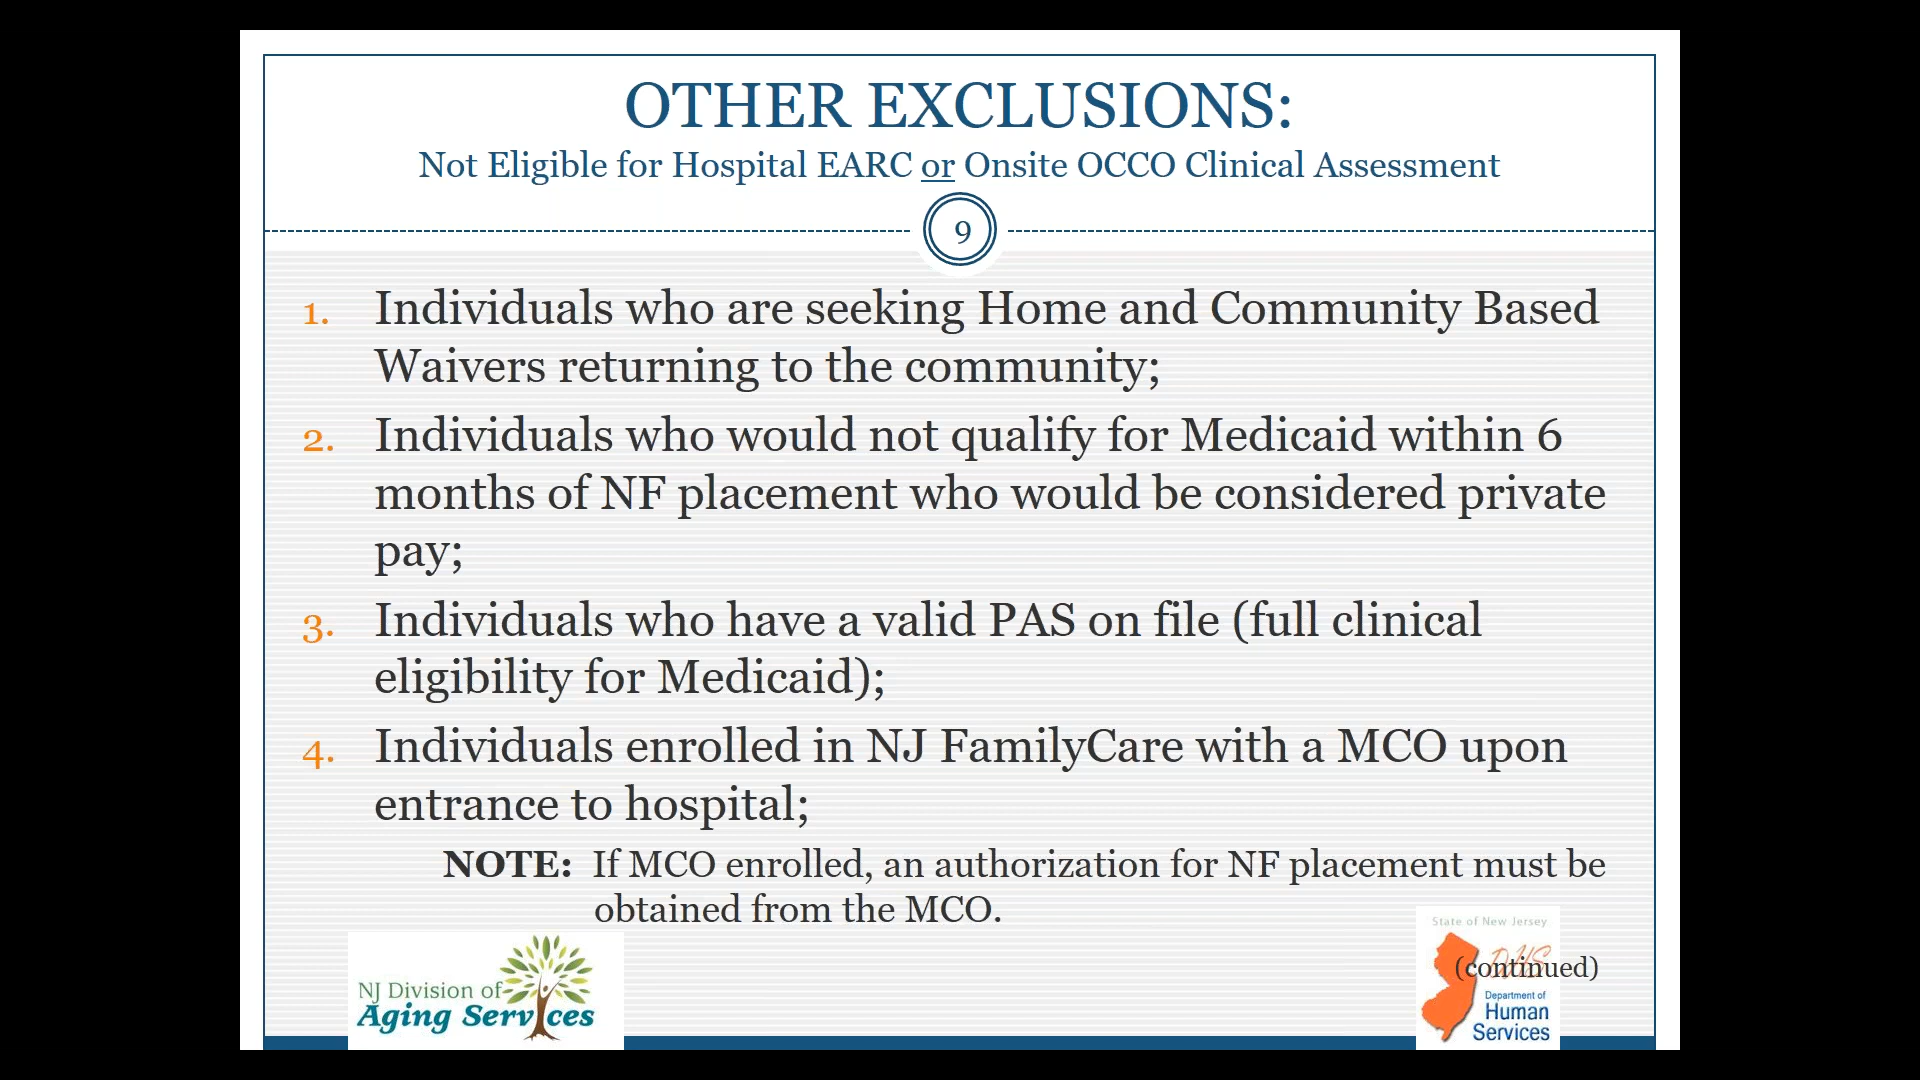 OTHER EXCLUSIONS:
Not Eligible for Hospital EARC or Onsite OCCO Clinical Assessment
9
1. Individuals who are seeking Home and Community Based
Waivers returning to the community;
2. Individuals who would not qualify for Medicaid within 6
months of NF placement who would be considered private
pay;
3. Individuals who have a valid PAS on file (full clinical
eligibility for Medicaid);
4. Individuals enrolled in NJ FamilyCare with a MCO upon
entrance to hospital;
NOTE: If MCO enrolled, an authorization for NF placement must be
obtained from the MCO.
NJ Division of
Aging Services
State of New Jersey
DHS
(continued)
Department of
Human
Services